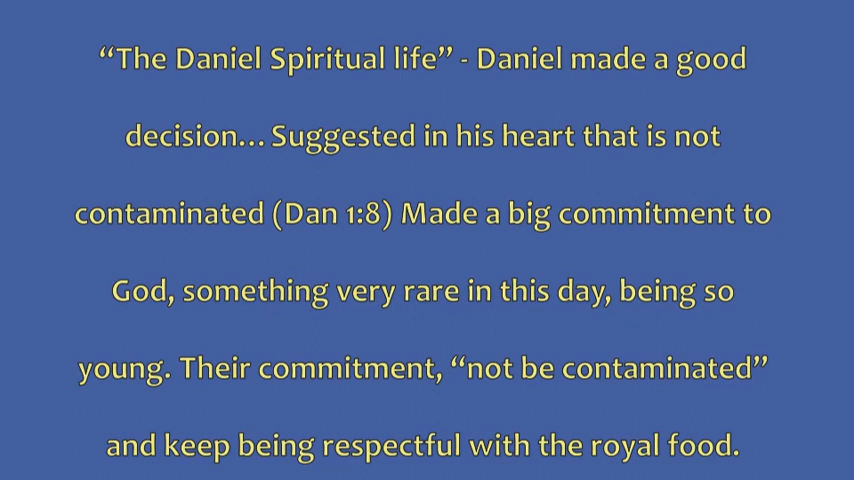 “The Daniel Spiritual life” - Daniel made a good
decision... Suggested in his heart that is not
contaminated (Dan 1:8) Made a big commitment to
God, something very rare in this day, being so
young. Their commitment, “not be contaminated”
and keep being respectful with the royal food.